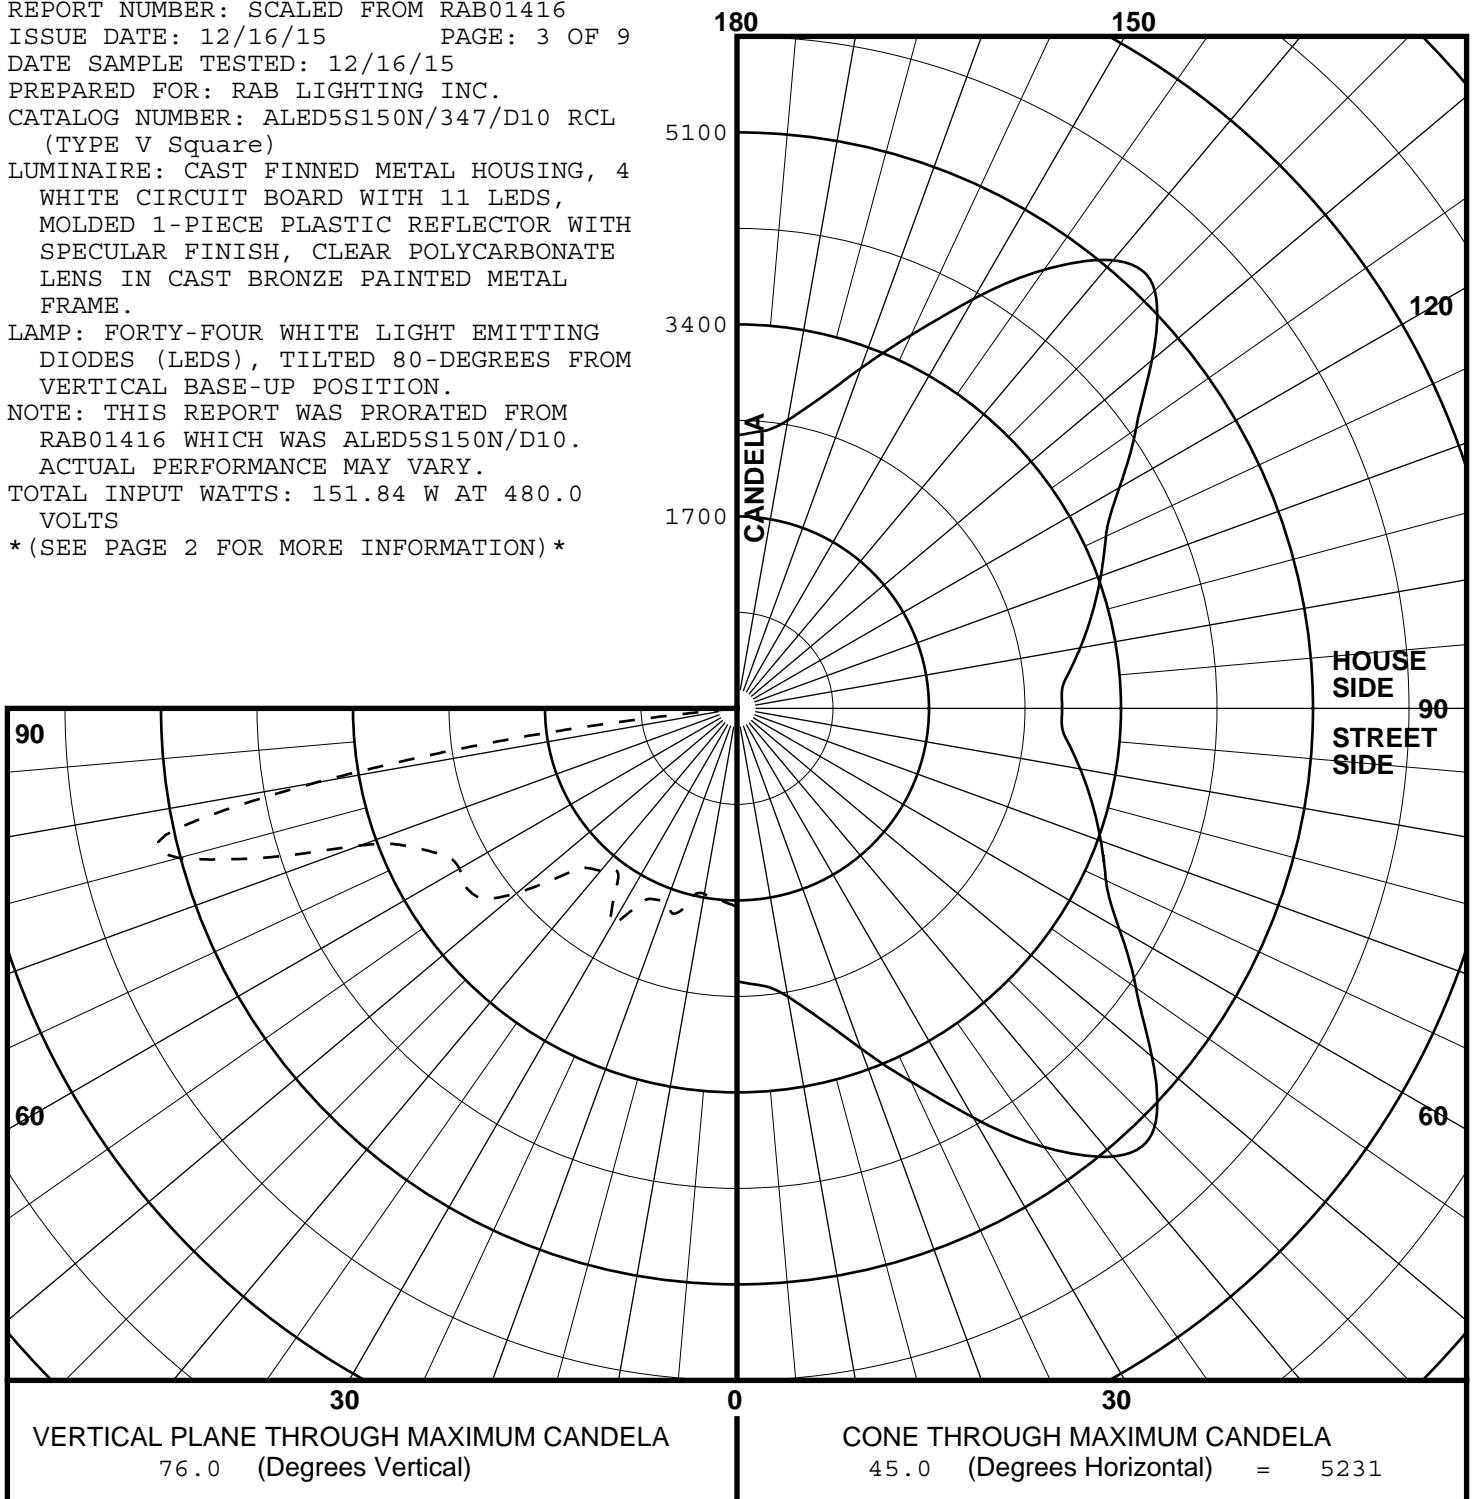 REPORT NUMBER: SCALED FROM RAB01416
ISSUE DATE: 12/16/15 PAGE: 3 OF 9
DATE SAMPLE TESTED: 12/16/15
PREPARED FOR: RAB LIGHTING INC.
CATALOG NUMBER: ALED5S150N/347/D10 RCL
(TYPE V Square)
LUMINAIRE: CAST FINNED METAL HOUSING, 4
WHITE CIRCUIT BOARD WITH 11 LEDS,
MOLDED 1-PIECE PLASTIC REFLECTOR WITH
SPECULAR FINISH, CLEAR POLYCARBONATE
LENS IN CAST BRONZE PAINTED METAL
FRAME.
LAMP: FORTY-FOUR WHITE LIGHT EMITTING
DIODES (LEDS), TILTED 80-DEGREES FROM
VERTICAL BASE-UP POSITION.
NOTE: THIS REPORT WAS PRORATED FROM
RAB01416 WHICH WAS ALED5S150N/D10.
ACTUAL PERFORMANCE MAY VARY.
TOTAL INPUT WATTS: 151.84 W AT 480.0
VOLTS
*(SEE PAGE 2 FOR MORE INFORMATION)*
180
150
5100
120
3400
CANDELA
1700
HOUSE
SIDE
90
90
STREET
SIDE
60
60
30
0
30
VERTICAL PLANE THROUGH MAXIMUM CANDELA
76.0 (Degrees Vertical)
CONE THROUGH MAXIMUM CANDELA
45.0 (Degrees Horizontal) = 5231